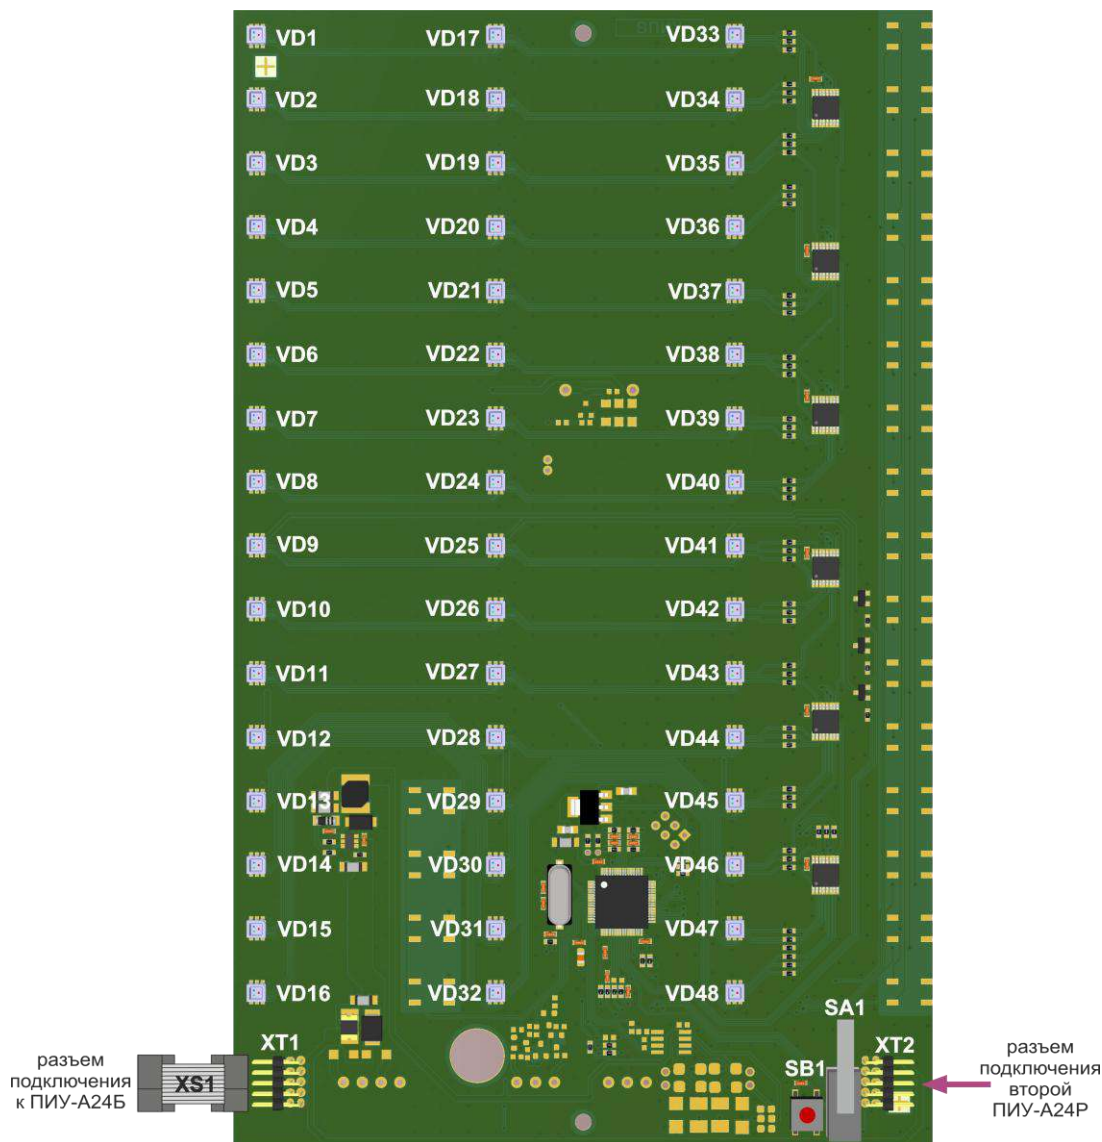 VD1 VD17 VD33
VD2 VD18 VD34
VD3 VD19 VD35
VD4 VD20 VD36
VD5 VD21 VD37
VD6 VD22 VD38
VD7 VD23 VD39
VD8 VD24 VD40
VD9 VD25 VD41
VD10 VD26 VD42
VD11 VD27 VD43
VD12 VD28 VD44
VD13 VD29 VD45
VD14 VD30 VD46
VD15 VD31 VD47
VD16 VD32 VD48
SA1
XT1 XT2
SB1
XS1
разъем
подключения
к ПИУ-А24Б
разъем
подключения
второй
ПИУ-А24Р